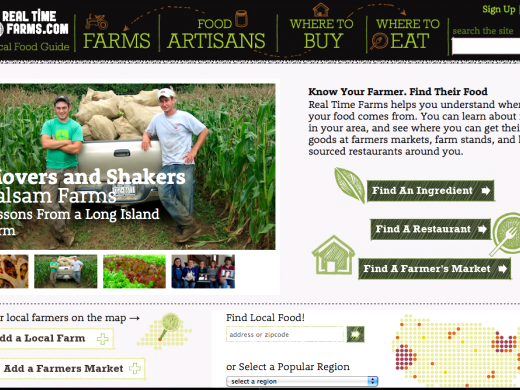 REAL TIME
FARMS.COM
cal Food Guide
FARMS
FOOD
ARTISANS
WHERE TO
BUY
WHERE TO
EAT
Sign Up |
search the site
Movers and Shakers
alsam Farms
essons From a Long Island
arm
Know Your Farmer. Find Their Food
Real Time Farms helps you understand wher
your food comes from. You can learn about
in your area, and see where you can get thei
goods at farmers markets, farm stands, and
sourced restaurants around you.
Find An Ingredient
Find A Restaurant
Find A Farmer's Market
r local farmers on the map →
dd a Local Farm
Add a Farmers Market
Find Local Food!
address or zipcode
or Select a Popular Region
select a region